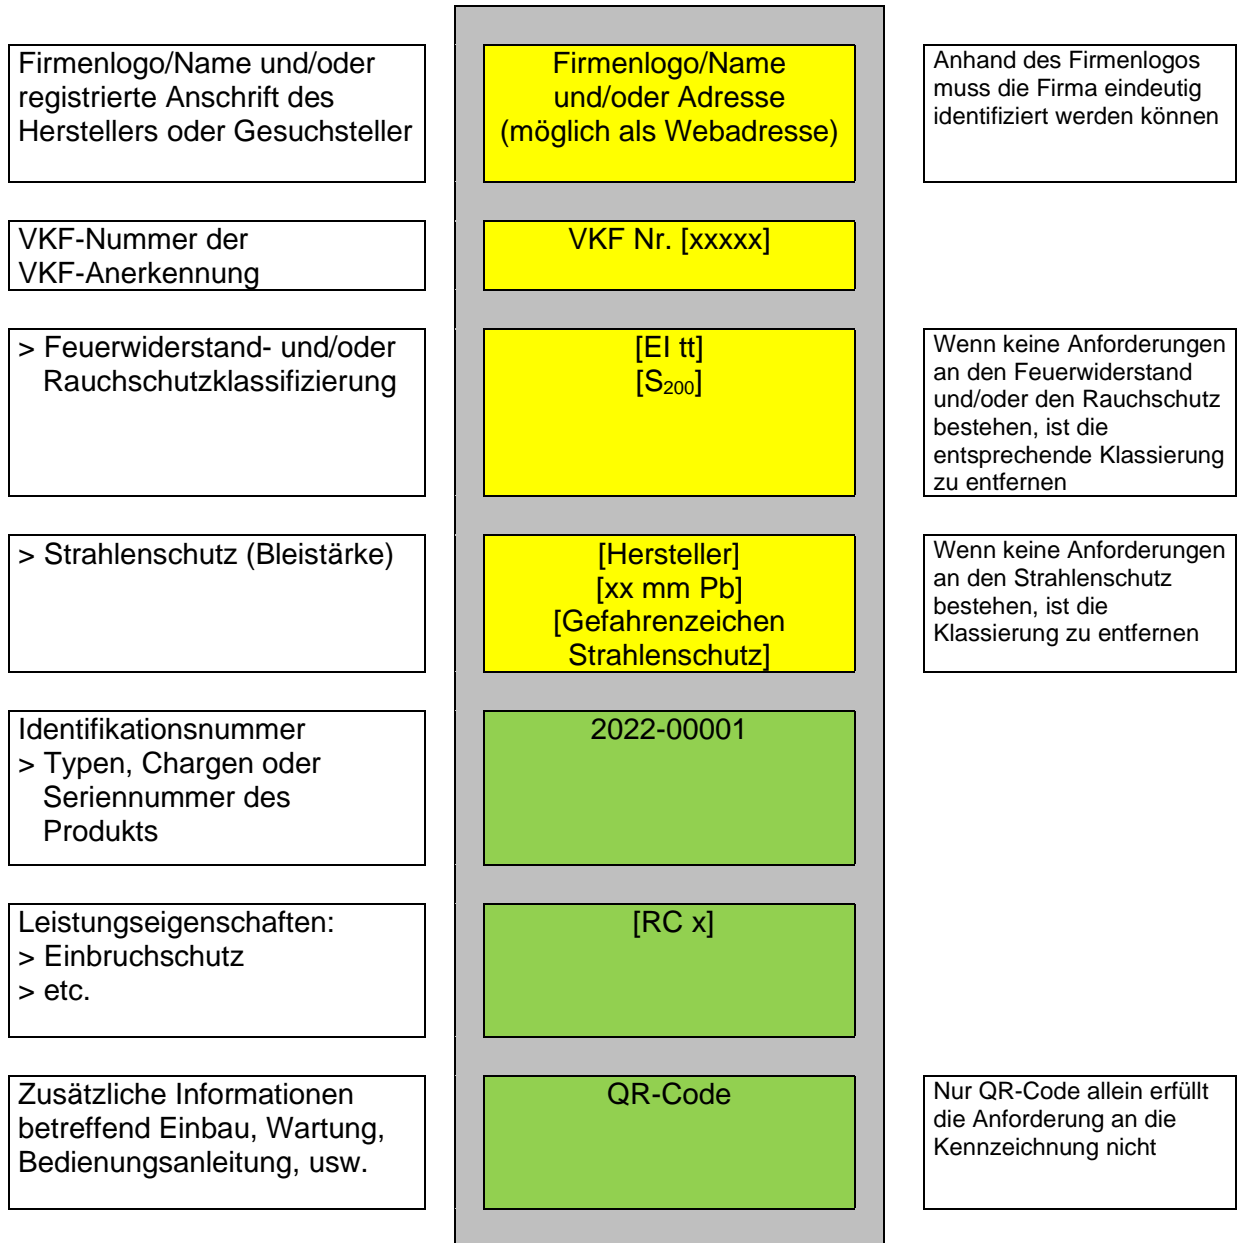 Firmenlogo/Name und/oder
registrierte Anschrift des
Herstellers oder Gesuchsteller
Firmenlogo/Name
und/oder Adresse
(möglich als Webadresse)
Anhand des Firmenlogos
muss die Firma eindeutig
identifiziert werden können
VKF-Nummer der
VKF-Anerkennung
VKF Nr. [xxxxx]
> Feuerwiderstand- und/oder
Rauchschutzklassifizierung
[EI tt]
[S₂₀₀]
Wenn keine Anforderungen
an den Feuerwiderstand
und/oder den Rauchschutz
bestehen, ist die
entsprechende Klassierung
zu entfernen
> Strahlenschutz (Bleistärke)
[Hersteller]
[xx mm Pb]
[Gefahrenzeichen
Strahlenschutz]
Wenn keine Anforderungen
an den Strahlenschutz
bestehen, ist die
Klassierung zu entfernen
Identifikationsnummer
> Typen, Chargen oder
Seriennummer des
Produkts
2022-00001
Leistungseigenschaften:
> Einbruchschutz
> etc.
[RC x]
Zusätzliche Informationen
betreffend Einbau, Wartung,
Bedienungsanleitung, usw.
QR-Code
Nur QR-Code allein erfüllt
die Anforderung an die
Kennzeichnung nicht